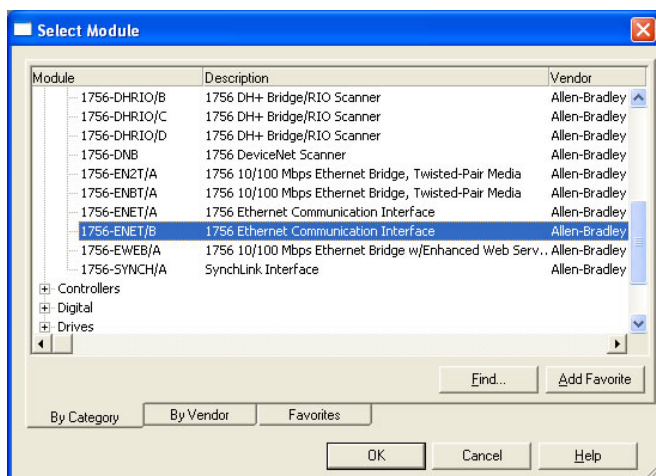 Select Module
Module Description Vendor
1756-DHRIO/B 1756 DH+ Bridge/RIO Scanner Allen-Bradley
1756-DHRIO/C 1756 DH+ Bridge/RIO Scanner Allen-Bradley
1756-DHRIO/D 1756 DH+ Bridge/RIO Scanner Allen-Bradley
1756-DNB 1756 DeviceNet Scanner Allen-Bradley
1756-EN2T/A 1756 10/100 Mbps Ethernet Bridge, Twisted-Pair Media Allen-Bradley
1756-ENBT/A 1756 10/100 Mbps Ethernet Bridge, Twisted-Pair Media Allen-Bradley
1756-ENET/A 1756 Ethernet Communication Interface Allen-Bradley
1756-ENET/B 1756 Ethernet Communication Interface Allen-Bradley
1756-EWEB/A 1756 10/100 Mbps Ethernet Bridge w/Enhanced Web Serv.. Allen-Bradley
1756-SYNCH/A SynchLink Interface Allen-Bradley
Controllers
Digital
Drives
Find... Add Favorite
By Category By Vendor Favorites
OK Cancel Help